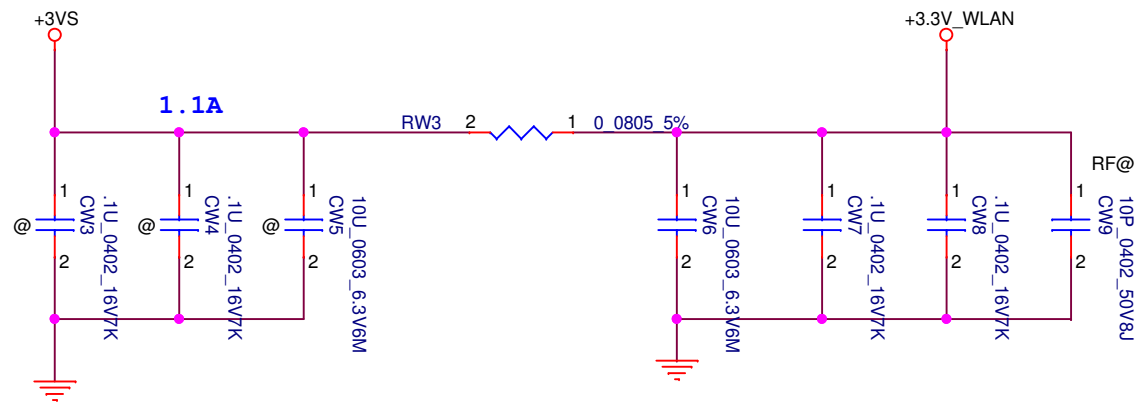 +3VS
+3.3V_WLAN
1.1A
RW3
2
1
0_0805_5%
RF@
@
1
2
CW3
.1U_0402_16V7K
@
1
2
CW4
.1U_0402_16V7K
@
1
2
CW5
10U_0603_6.3V6M
1
2
CW6
10U_0603_6.3V6M
1
2
CW7
.1U_0402_16V7K
1
2
CW8
.1U_0402_16V7K
1
2
CW9
10P_0402_50V8J